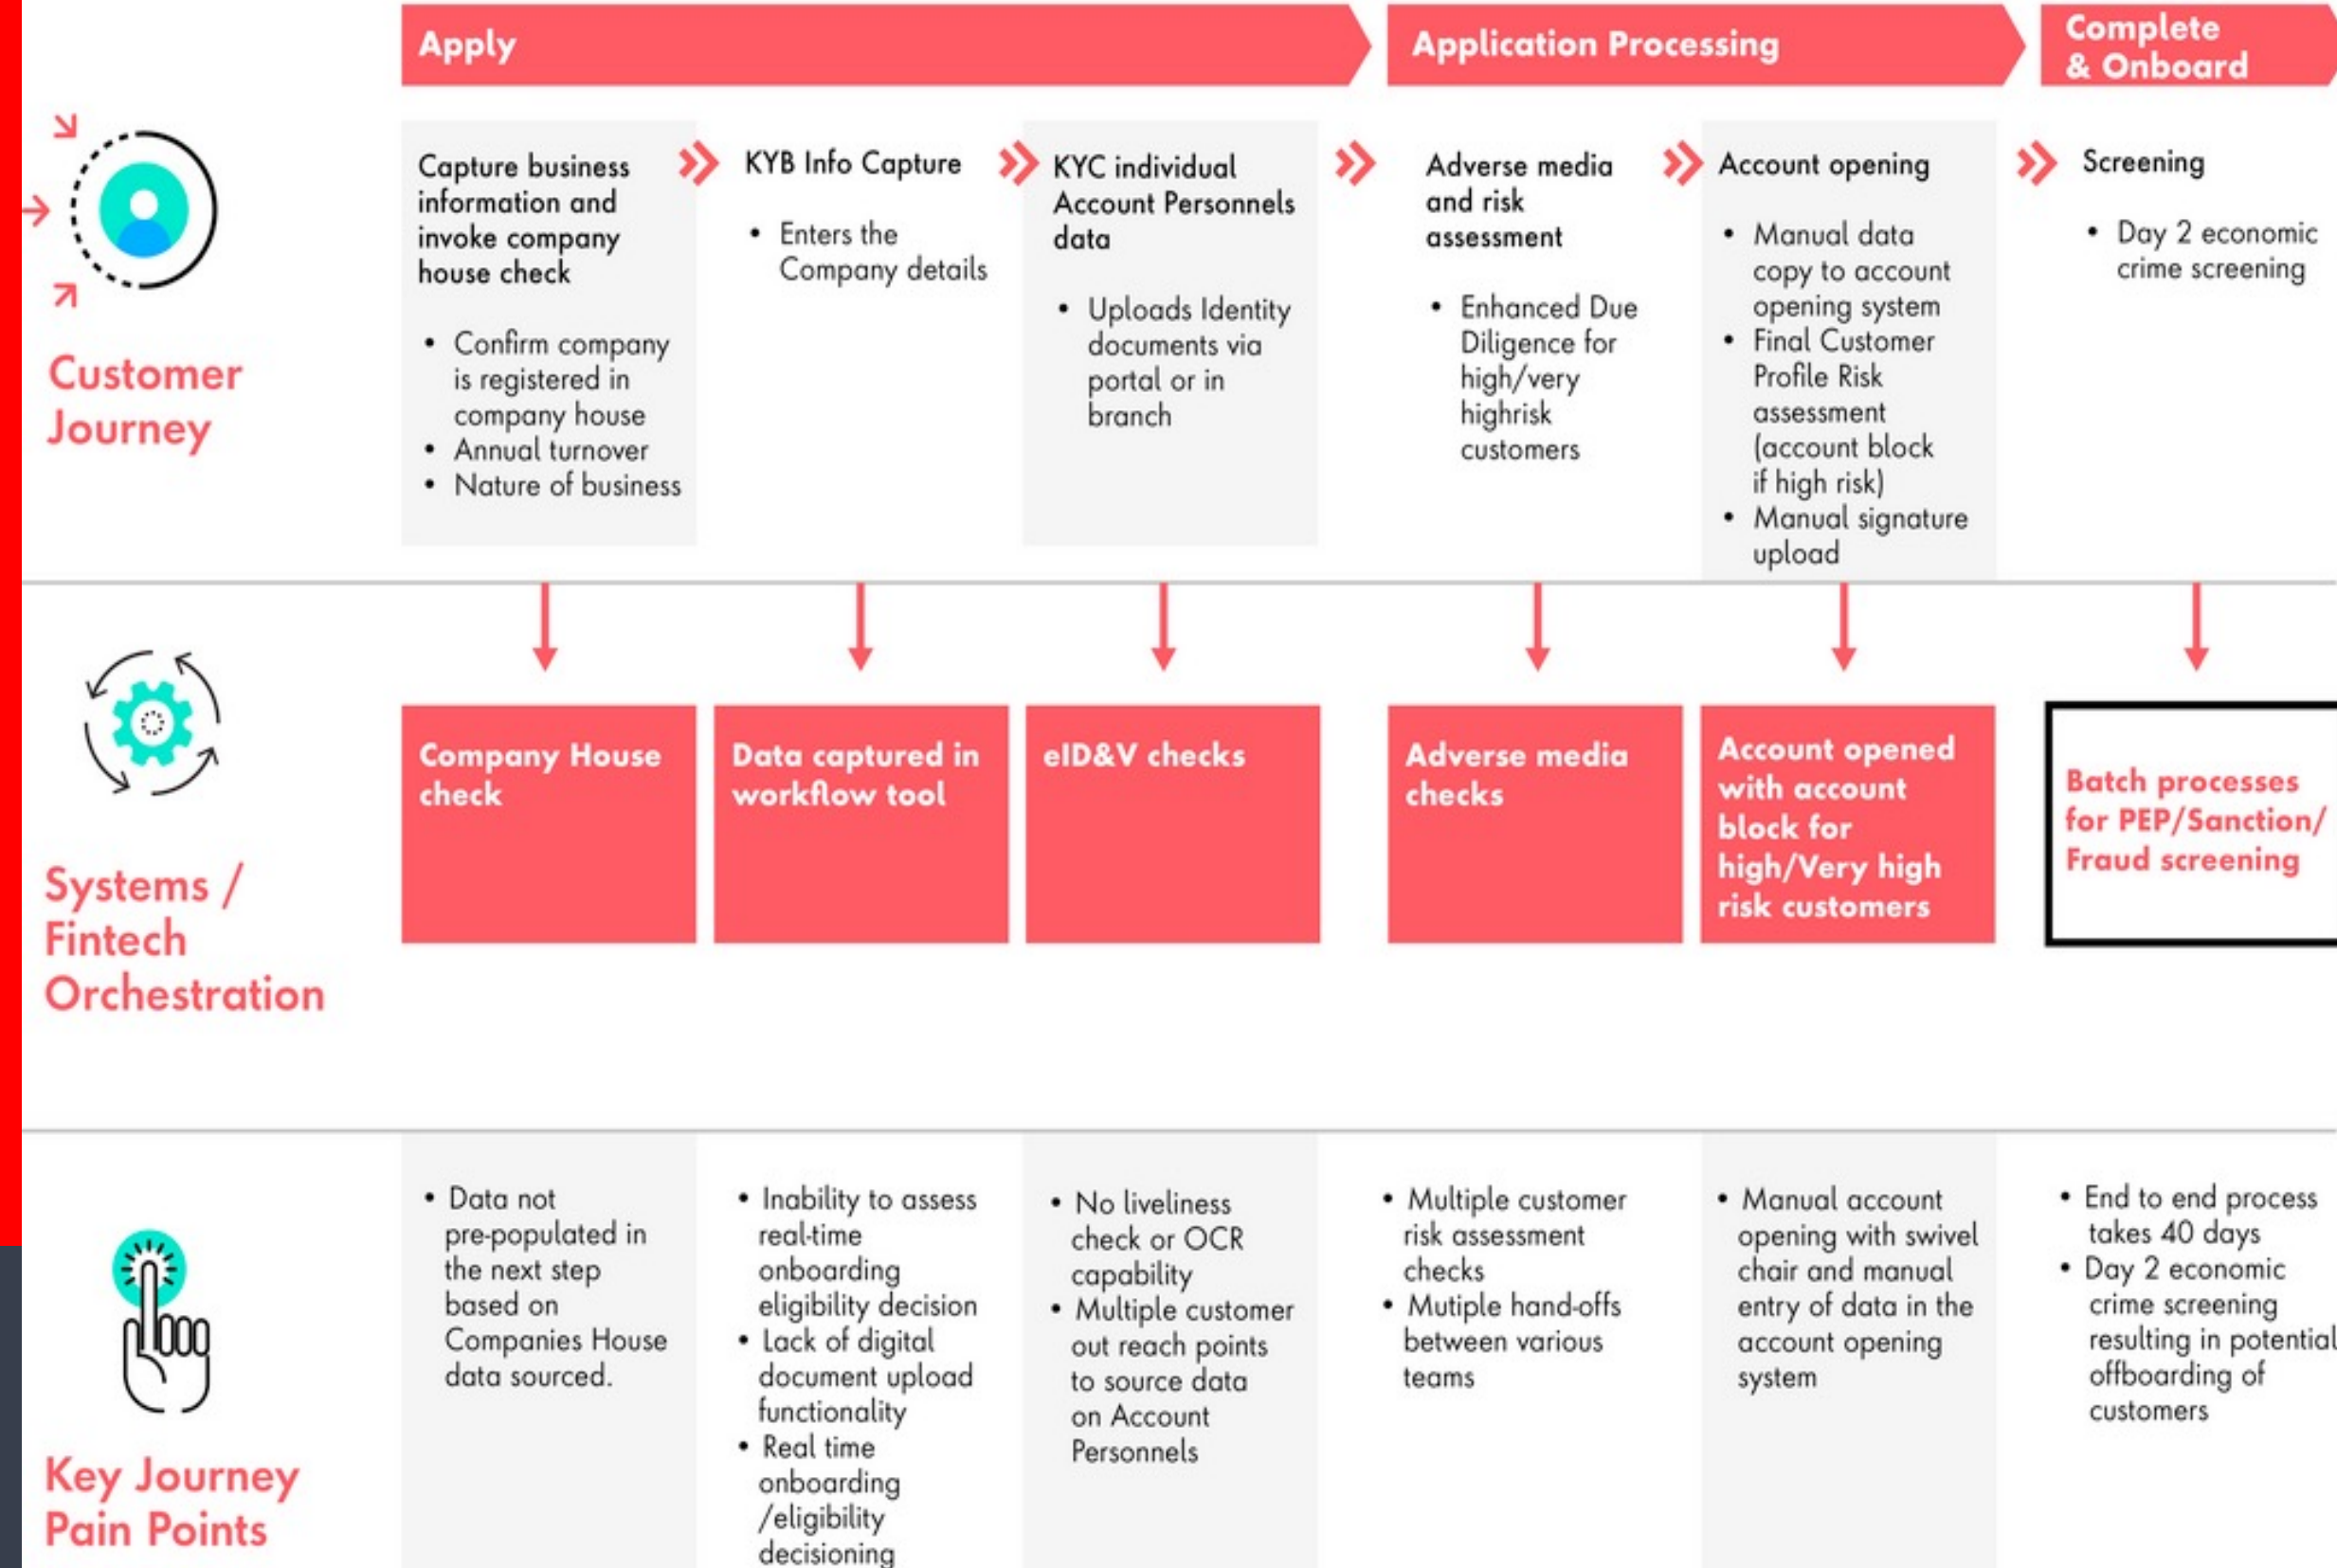 Apply
Application Processing
Complete
& Onboard
Customer
Journey
Capture business
information and
invoke company
house check
• Confirm company
is registered in
company house
• Annual turnover
• Nature of business
KYB Info Capture
• Enters the
Company details
KYC individual
Account Personnels
data
• Uploads Identity
documents via
portal or in
branch
Adverse media
and risk
assessment
• Enhanced Due
Diligence for
high/very
highrisk
customers
Account opening
• Manual data
copy to account
opening system
• Final Customer
Profile Risk
assessment
(account block
if high risk)
• Manual signature
upload
Screening
• Day 2 economic
crime screening
Systems /
Fintech
Orchestration
Company House
check
Data captured in
workflow tool
eID&V checks
Adverse media
checks
Account opened
with account
block for
high/Very high
risk customers
Batch processes
for PEP/Sanction/
Fraud screening
Key Journey
Pain Points
• Data not
pre-populated in
the next step
based on
Companies House
data sourced.
• Inability to assess
real-time
onboarding
eligibility decision
• Lack of digital
document upload
functionality
• Real time
onboarding
/eligibility
decisioning
• No liveliness
check or OCR
capability
• Multiple customer
out reach points
to source data
on Account
Personnels
• Multiple customer
risk assessment
checks
• Mutiple hand-offs
between various
teams
• Manual account
opening with swivel
chair and manual
entry of data in the
account opening
system
• End to end process
takes 40 days
• Day 2 economic
crime screening
resulting in potential
offboarding of
customers